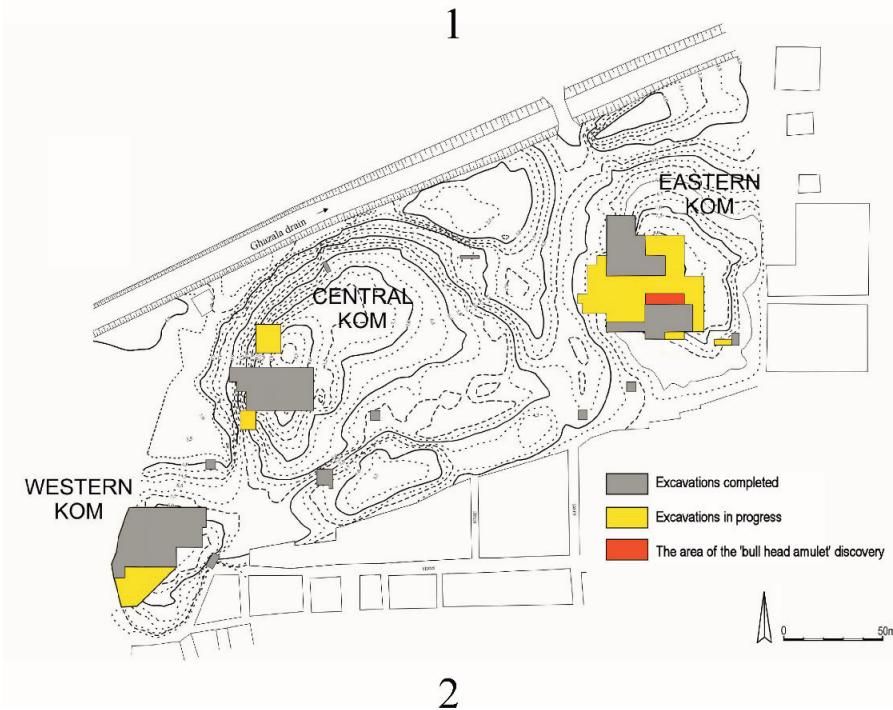 1
Ghazala drain
EASTERN
KOM
CENTRAL
KOM
WESTERN
KOM
Excavations completed
Excavations in progress
The area of the 'bull head amulet' discovery
0
50m
2